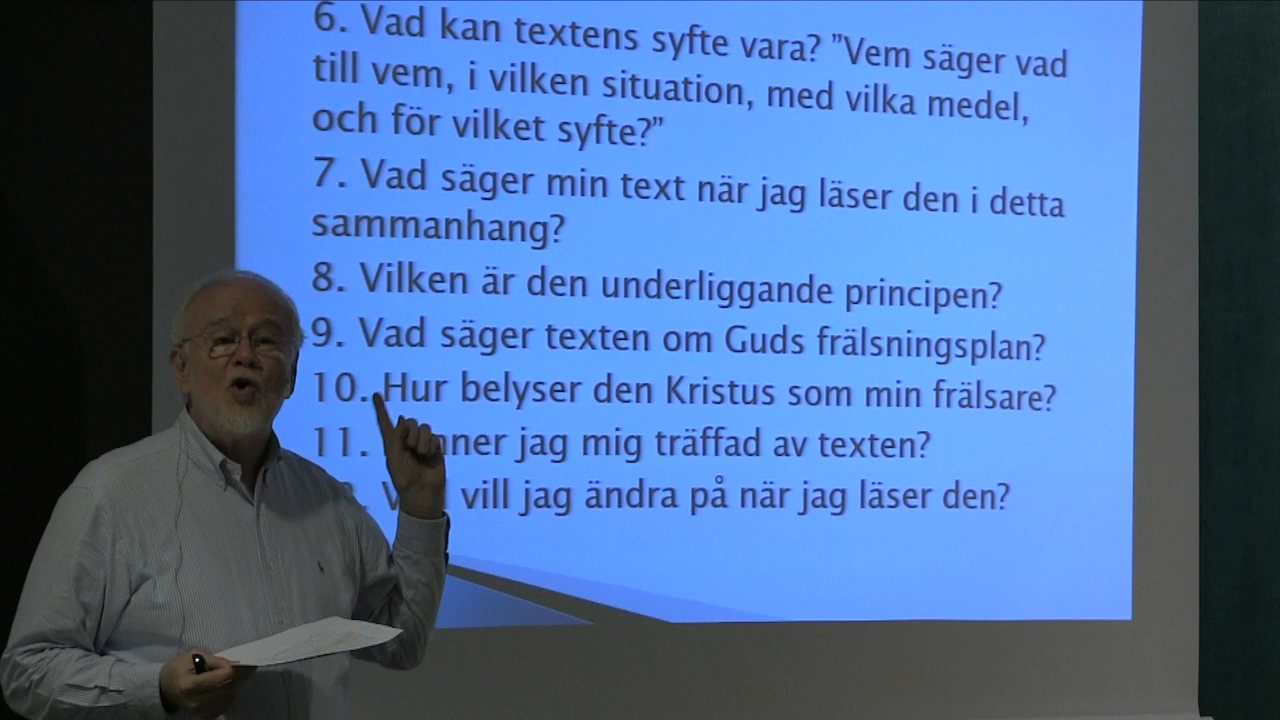 6. Vad kan textens syfte vara? ”Vem säger vad
till vem, i vilken situation, med vilka medel,
och för vilket syfte?”
7. Vad säger min text när jag läser den i detta
sammanhang?
8. Vilken är den underliggande principen?
9. Vad säger texten om Guds frälsningsplan?
10. Hur belyser den Kristus som min frälsare?
11. jag mig träffad av texten?
vill jag ändra på när jag läser den?